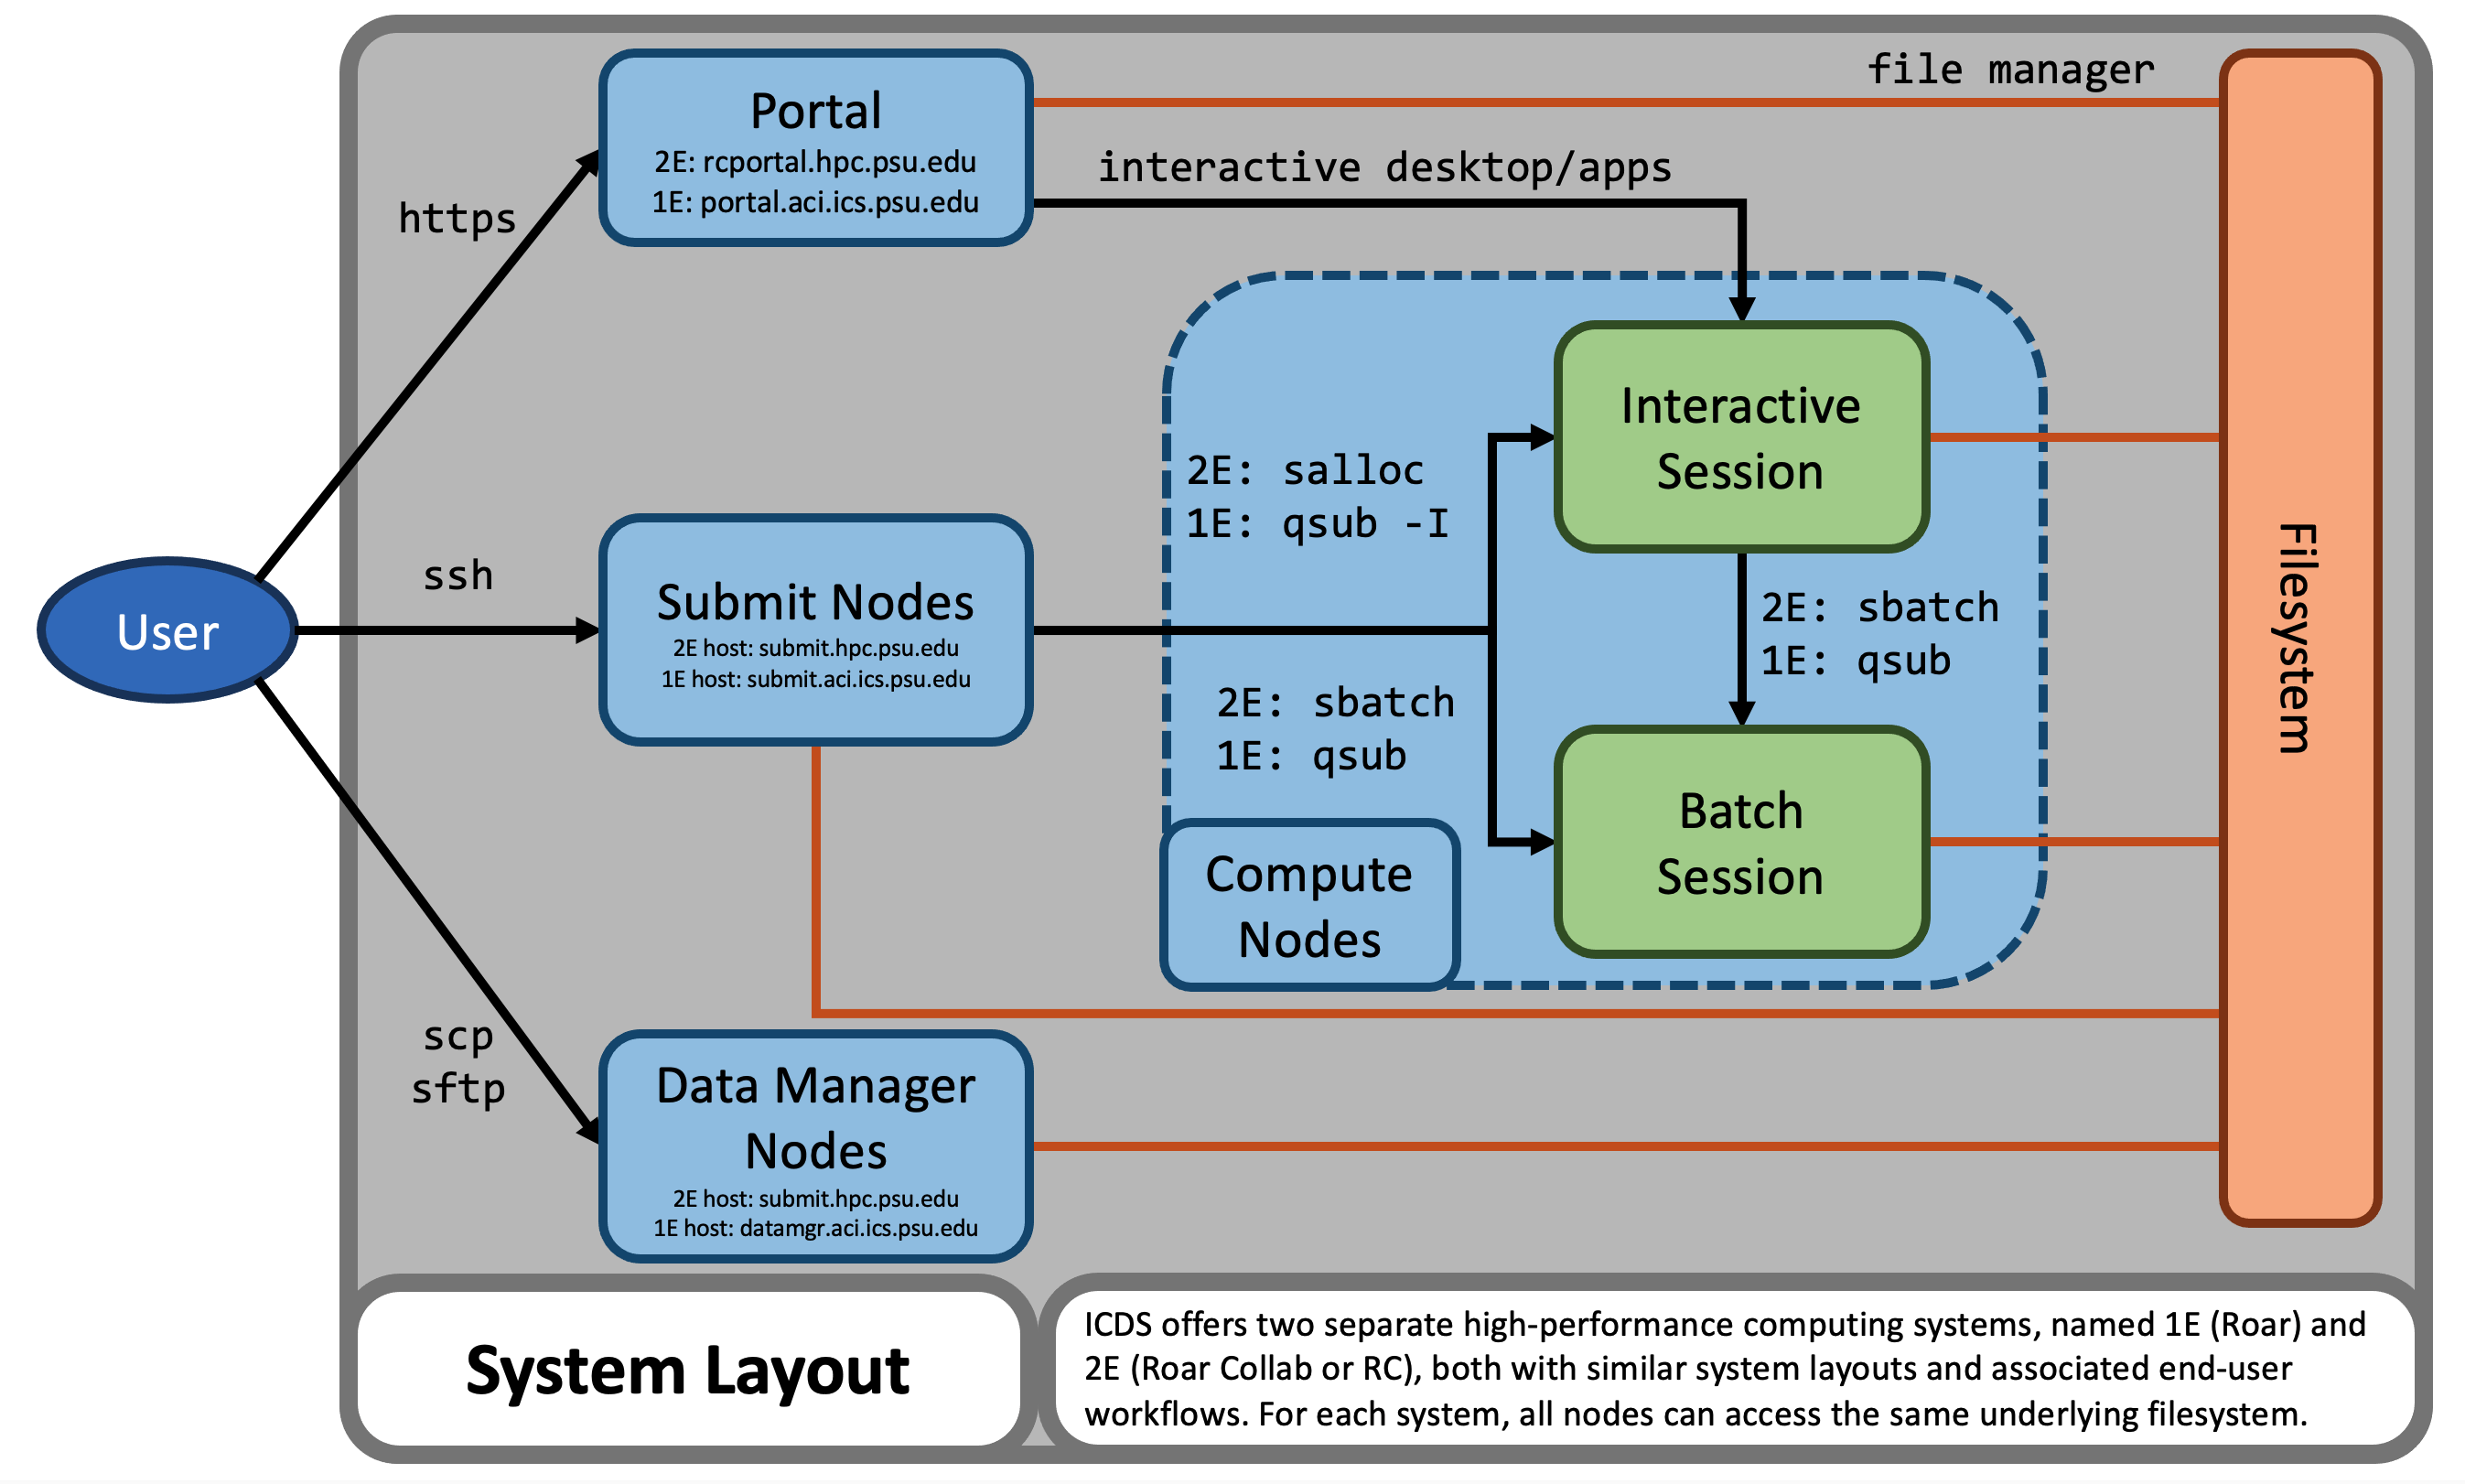 file manager
Portal
2E: rcportal.hpc.psu.edu
1E: portal.aci.ics.psu.edu
interactive desktop/apps
https
Interactive
Session
2E: salloc
1E: qsub -I
ssh
User
Submit Nodes
2E host: submit.hpc.psu.edu
1E host: submit.aci.ics.psu.edu
2E: sbatch
1E: qsub
2E: sbatch
1E: qsub
Filesystem
Batch
Session
Compute
Nodes
scp
sftp
Data Manager
Nodes
2E host: submit.hpc.psu.edu
1E host: datamgr.aci.ics.psu.edu
System Layout
ICDS offers two separate high-performance computing systems, named 1E (Roar) and
2E (Roar Collab or RC), both with similar system layouts and associated end-user
workflows. For each system, all nodes can access the same underlying filesystem.